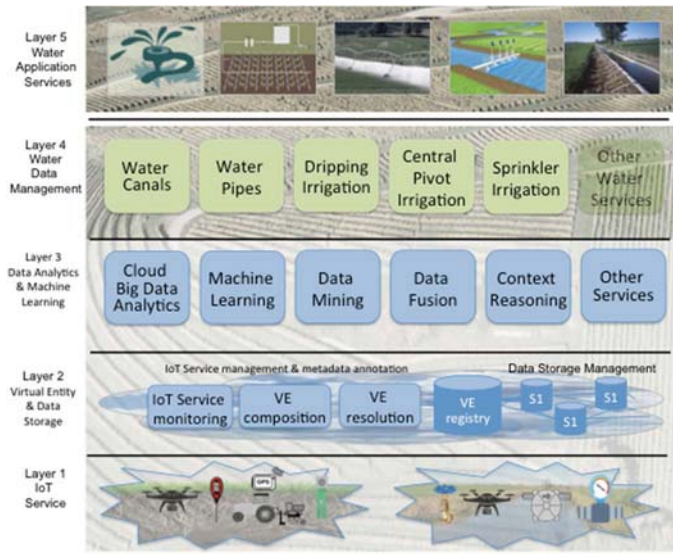 Layer 5
Water
Application
Services
Layer 4
Water
Data
Management
Water
Canals
Water
Pipes
Dripping
Irrigation
Central
Pivot
Irrigation
Sprinkler
Irrigation
Other
Water
Services
Layer 3
Data Analytics
& Machine
Learning
Cloud
Big Data
Analytics
Machine
Learning
Data
Mining
Data
Fusion
Context
Reasoning
Other
Services
Layer 2
Virtual Entity
& Data
Storage
IoT Service management & metadata annotation
Data Storage Management
IoT Service
monitoring
VE
composition
VE
resolution
VE
registry
S1
S1
S1
Layer 1
IoT
Service
GPS